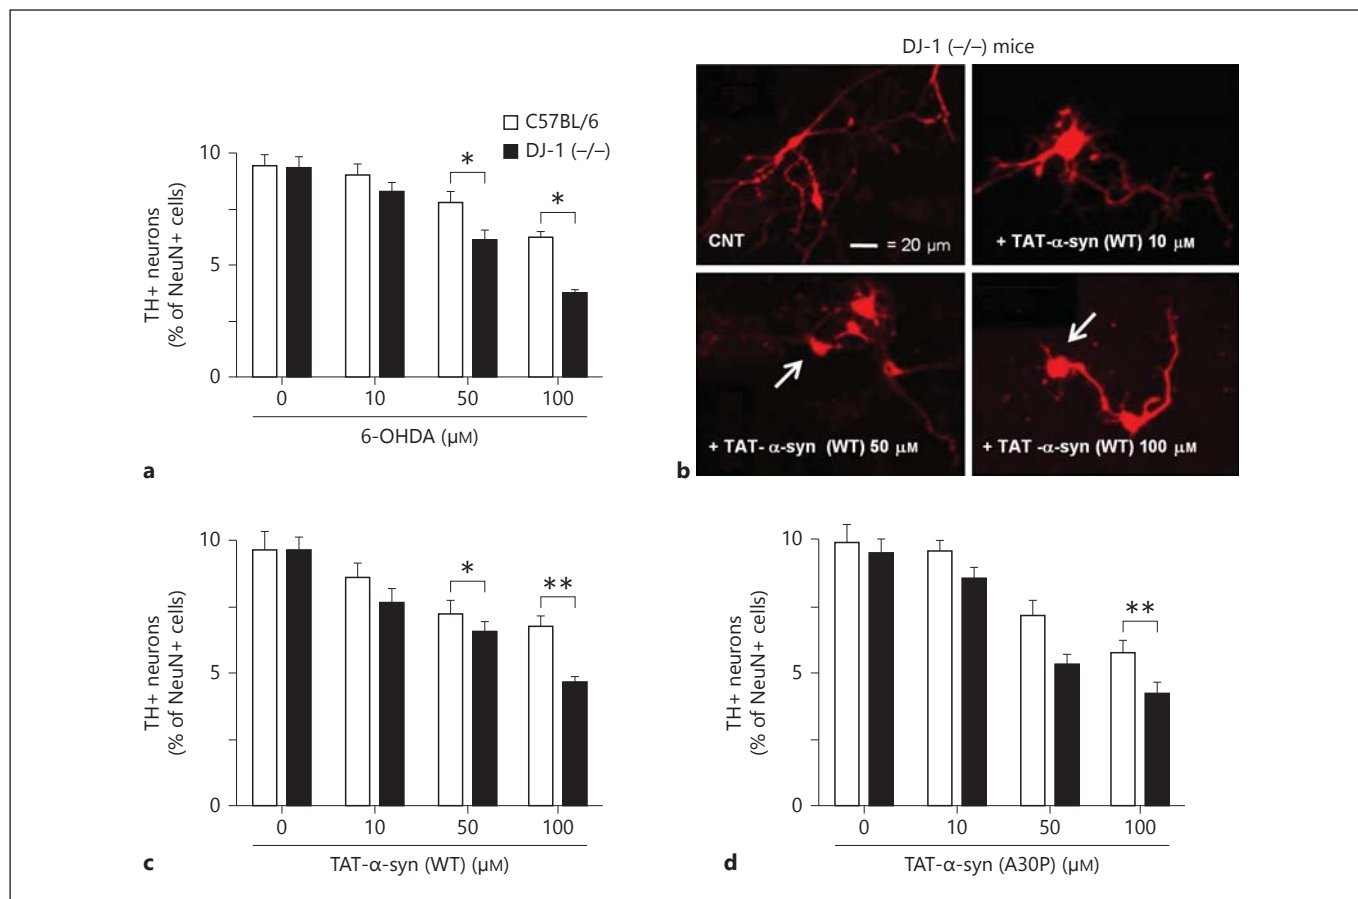 DJ-1 (–/–) mice
C57BL/6
DJ-1 (–/–)
10
5
0
TH+ neurons
(% of NeuN+ cells)
*
*
0 10 50 100
6-OHDA (μM)
a
CNT
= 20 μm
+ TAT-α-syn (WT) 10 μM
+ TAT- α-syn (WT) 50 μM
+ TAT -α-syn (WT) 100 μM
b
10
5
0
TH+ neurons
(% of NeuN+ cells)
*
**
0 10 50 100
TAT-α-syn (WT) (μM)
c
10
5
0
TH+ neurons
(% of NeuN+ cells)
**
0 10 50 100
TAT-α-syn (A30P) (μM)
d